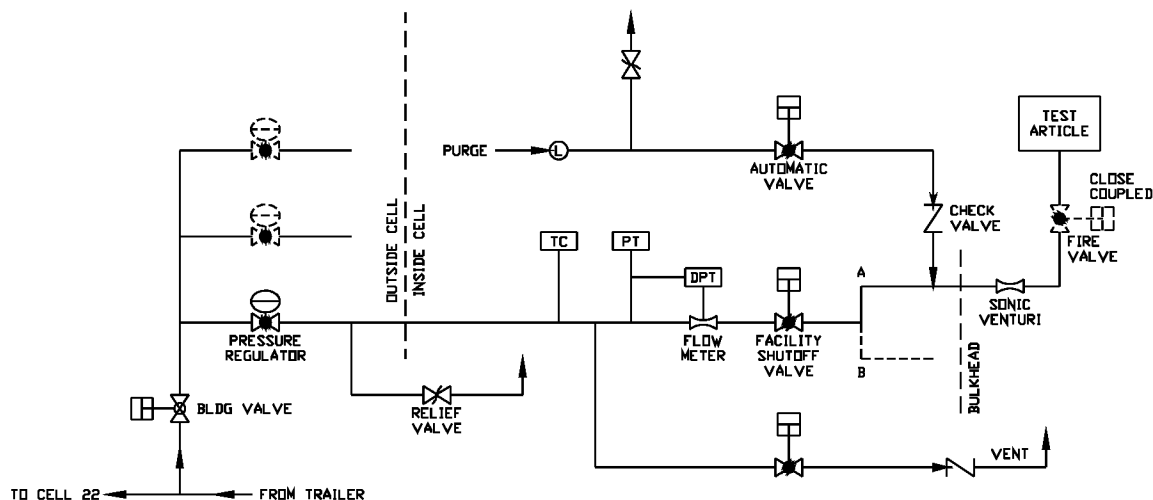 TEST
ARTICLE
PURGE
L
AUTOMATIC
VALVE
CLOSE
COUPLED
CHECK
VALVE
FIRE
VALVE
OUTSIDE CELL
INSIDE CELL
TC
PT
DPT
A
SONIC
VENTURI
PRESSURE
REGULATOR
FLOW
METER
FACILITY
SHUTOFF
VALVE
B
BULKHEAD
BLDG VALVE
RELIEF
VALVE
VENT
TO CELL 22
FROM TRAILER